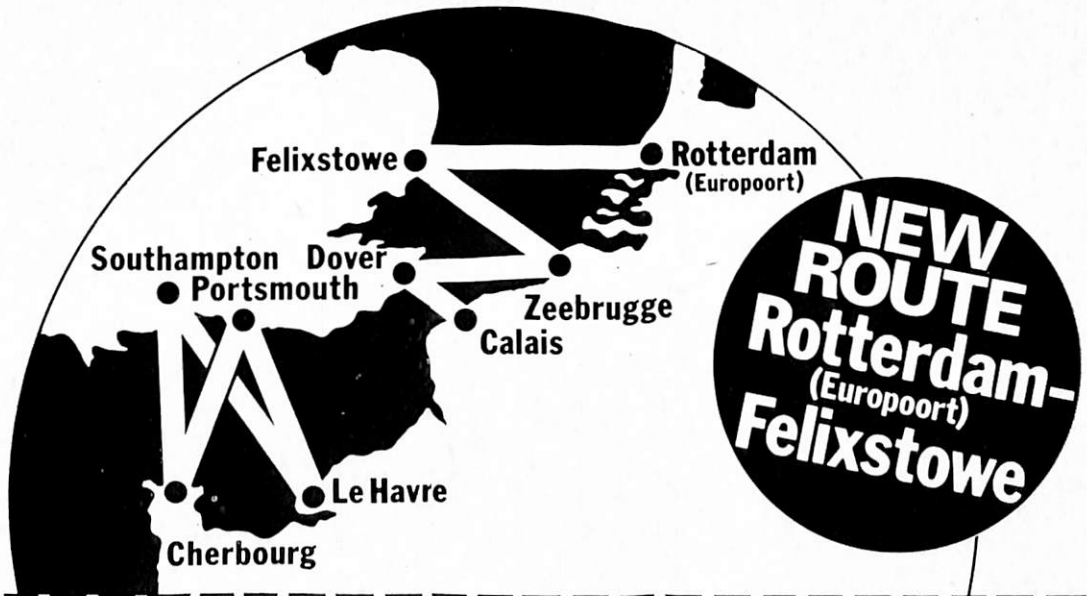 Felixstowe
Rotterdam
(Europoort)
Southampton
Dover
Portsmouth
Zeebrugge
Calais
Le Havre
Cherbourg
NEW
ROUTE
Rotterdam-
(Europoort)
Felixstowe